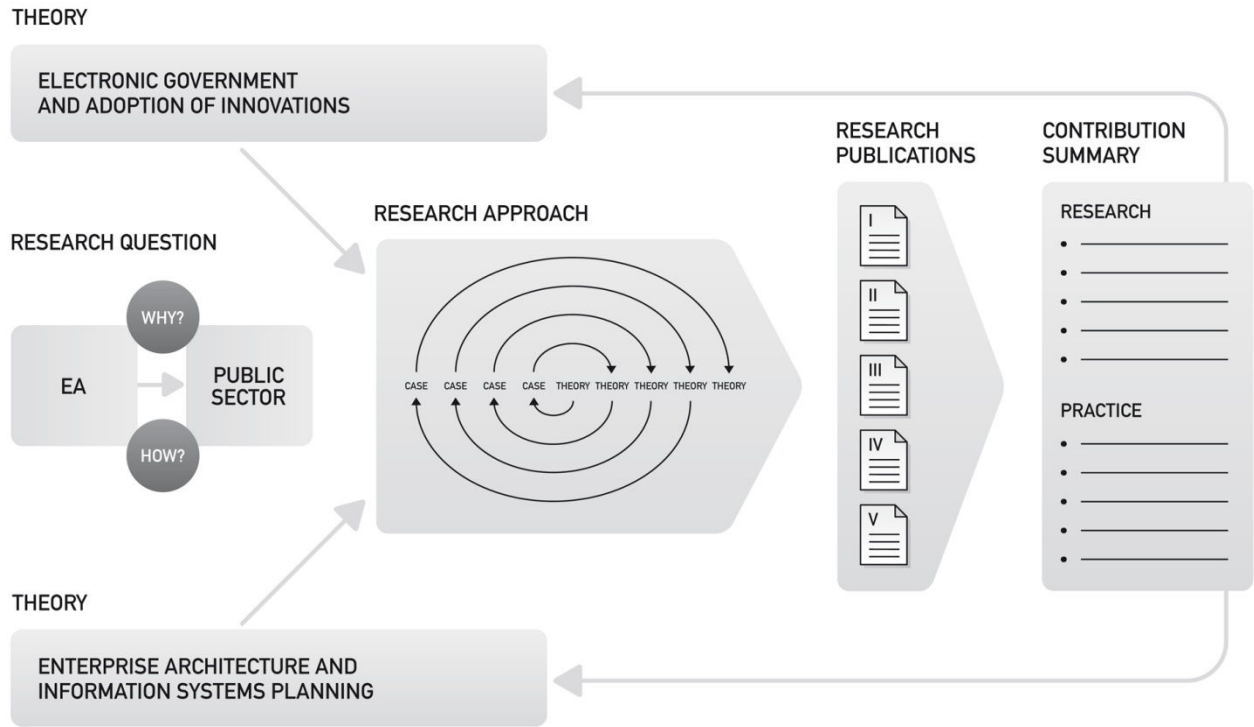 THEORY
ELECTRONIC GOVERNMENT
AND ADOPTION OF INNOVATIONS
RESEARCH QUESTION
WHY?
EA
PUBLIC
SECTOR
HOW?
THEORY
ENTERPRISE ARCHITECTURE AND
INFORMATION SYSTEMS PLANNING
RESEARCH APPROACH
CASE CASE CASE CASE THEORY THEORY THEORY THEORY THEORY
RESEARCH
PUBLICATIONS
I
II
III
IV
V
CONTRIBUTION
SUMMARY
RESEARCH
PRACTICE